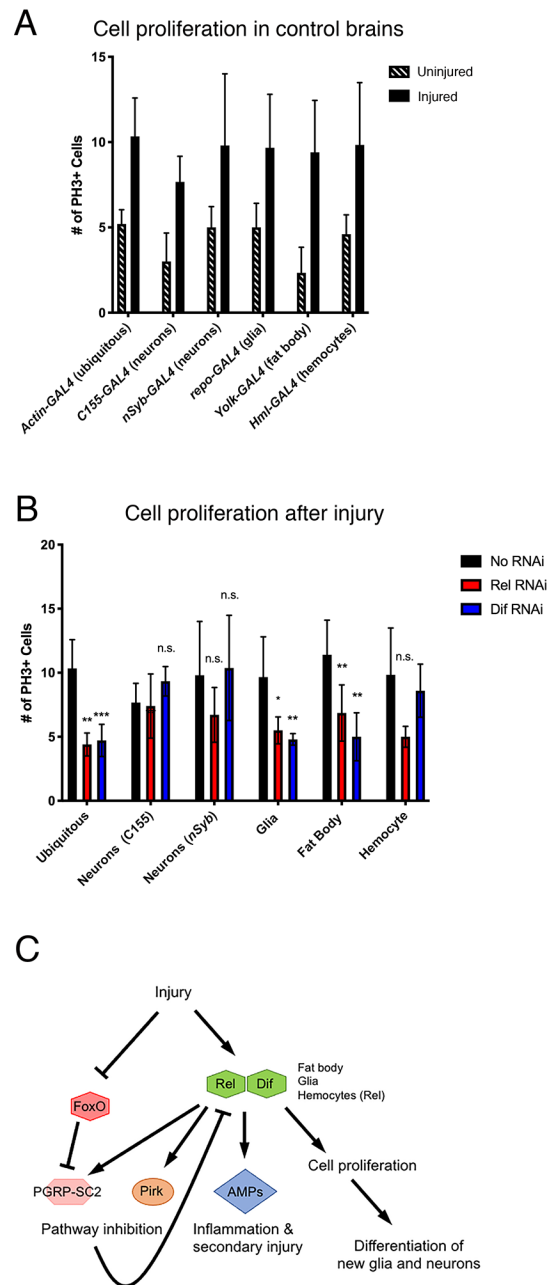 A
Cell proliferation in control brains
Uninjured
Injured
# of PH3+ Cells
15
10
5
0
Actin-GAL4 (ubiquitous)
C155-GAL4 (neurons)
nSyb-GAL4 (neurons)
repo-GAL4 (glia)
Yolk-GAL4 (fat body)
Hml-GAL4 (hemocytes)
B
Cell proliferation after injury
No RNAi
Rel RNAi
Dif RNAi
# of PH3+ Cells
20
15
10
5
0
** ***
n.s.
n.s.
n.s.
* **
** **
n.s.
Ubiquitous
Neurons (C155)
Neurons (nSyb)
Glia
Fat Body
Hemocyte
C
Injury
FoxO
Rel Dif
Fat body
Glia
Hemocytes (Rel)
PGRP-SC2
Pirk
AMPs
Cell proliferation
Pathway inhibition
Inflammation &
secondary injury
Differentiation of
new glia and neurons